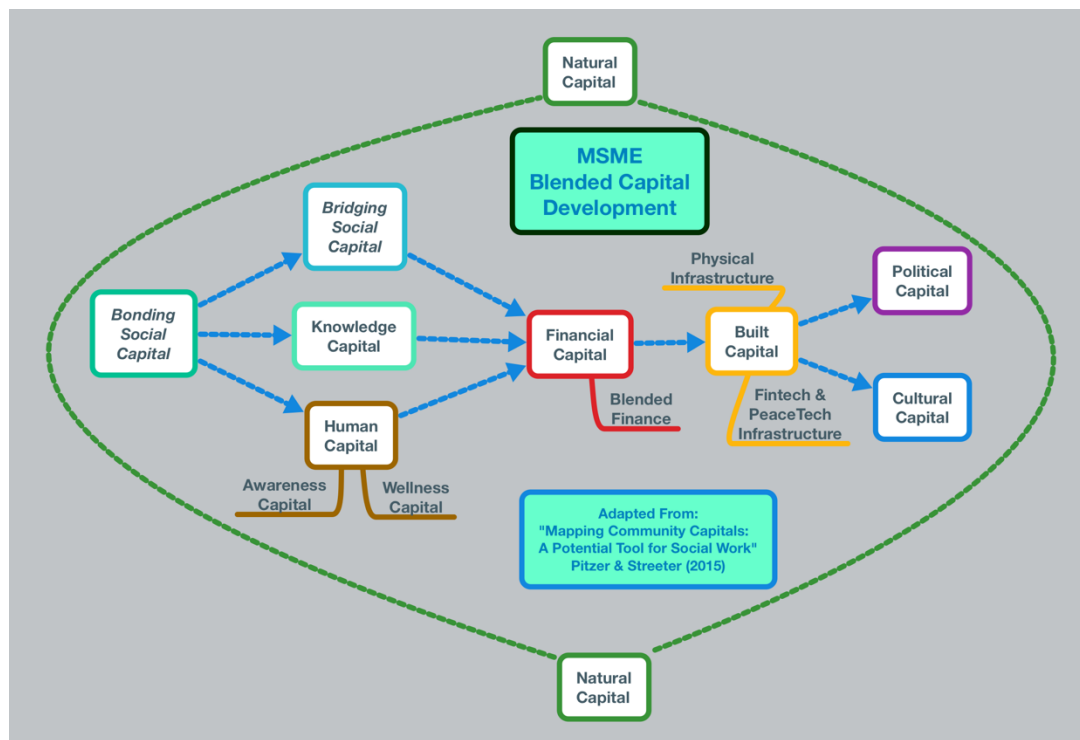 Natural
Capital
MSME
Blended Capital
Development
Bridging
Social
Capital
Physical
Infrastructure
Political
Capital
Bonding
Social
Capital
Knowledge
Capital
Financial
Capital
Built
Capital
Blended
Finance
Fintech &
PeaceTech
Infrastructure
Cultural
Capital
Human
Capital
Awareness
Capital
Wellness
Capital
Adapted From:
"Mapping Community Capitals:
A Potential Tool for Social Work"
Pitzer & Streeter (2015)
Natural
Capital